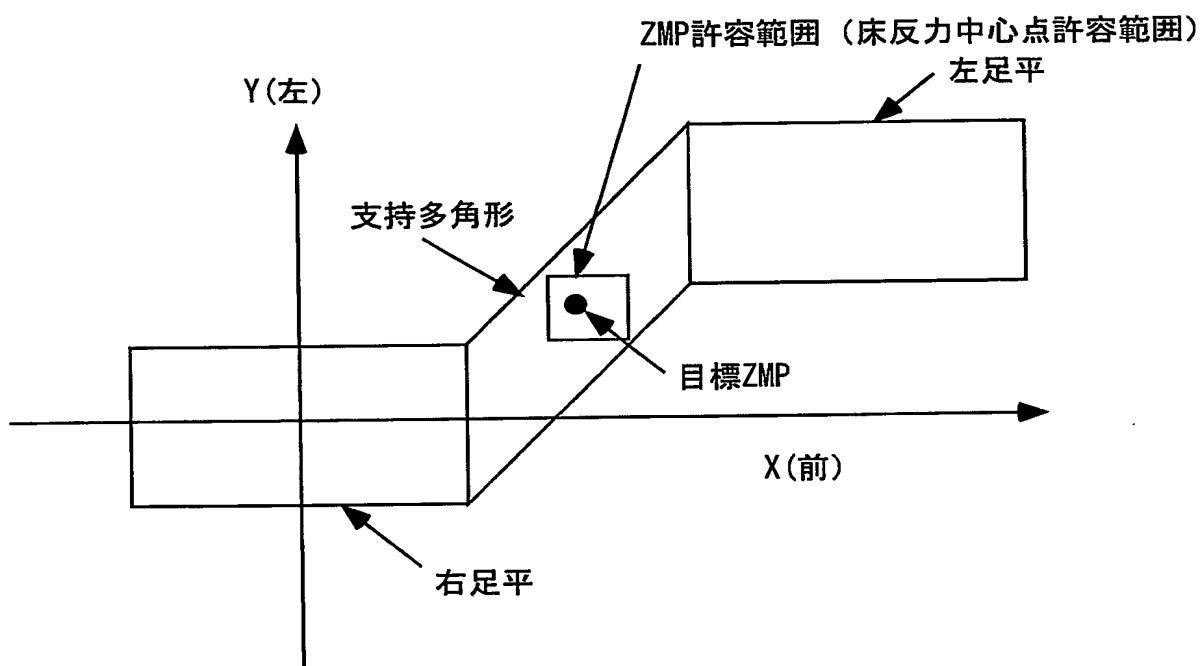 ZMP許容範囲（床反力中心点許容範囲）
左足平
Y(左)
支持多角形
目標ZMP
X(前)
右足平